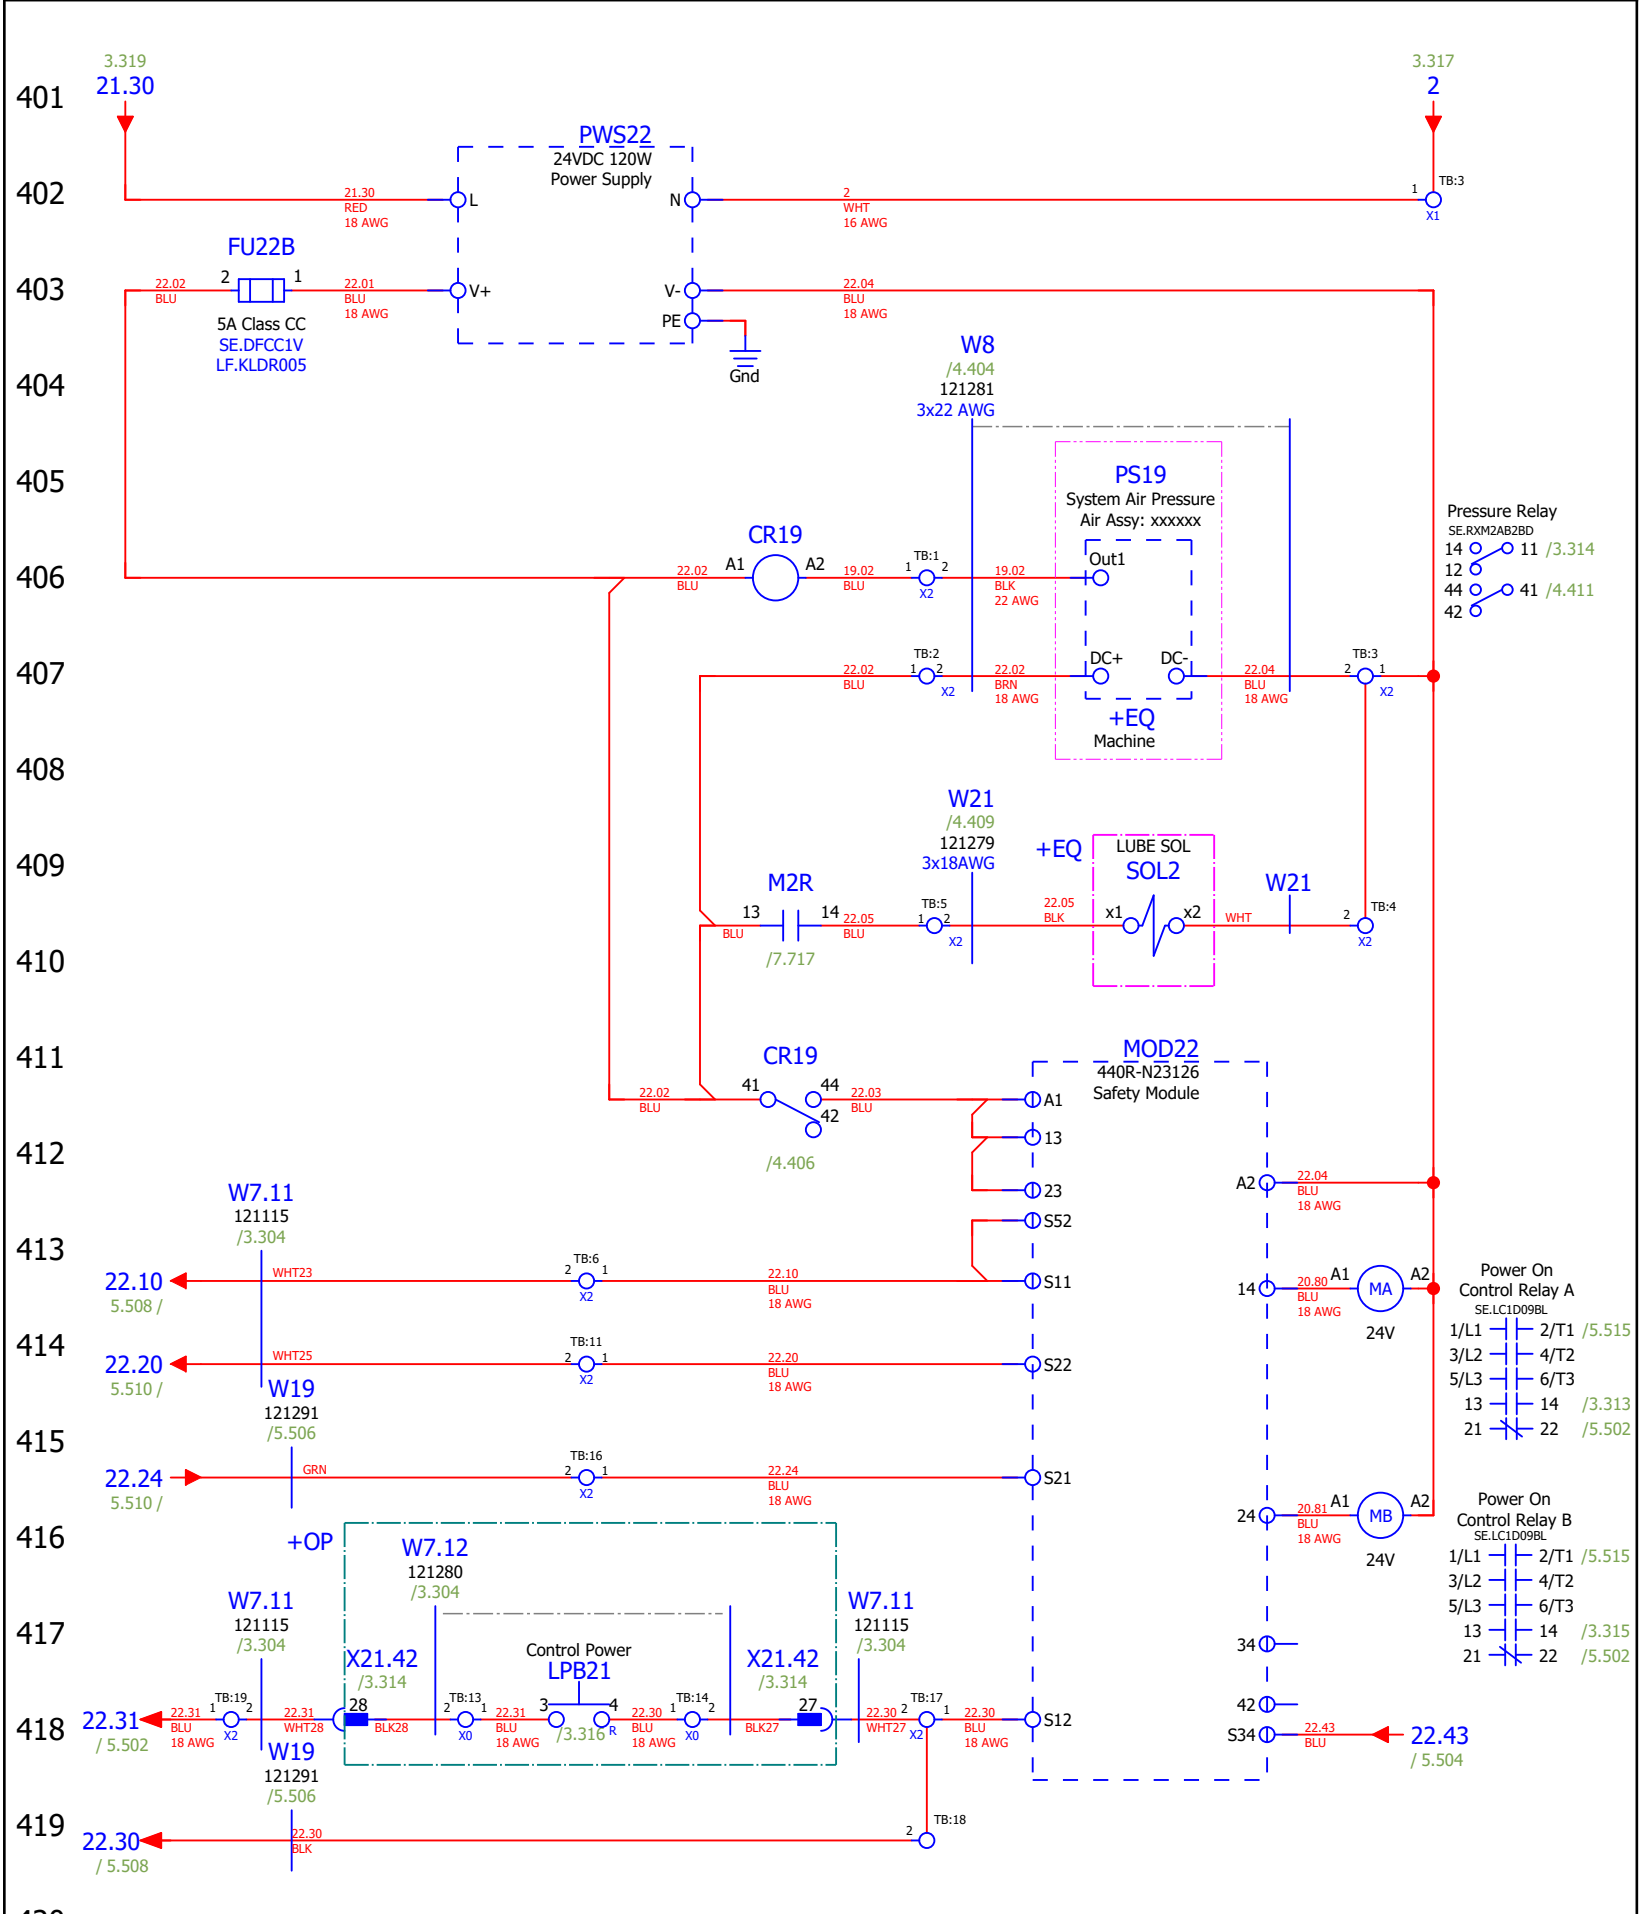 3.319
3.317
401
21.30
2
PWS22
24VDC 120W
Power Supply
402
21.30
RED
18 AWG
L
N
2
WHT
16 AWG
1
TB:3
X1
FU22B
403
22.02
BLU
2
1
22.01
BLU
18 AWG
V+
V-
22.04
BLU
18 AWG
PE
5A Class CC
SE.DFCC1V
LF.KLDR005
Gnd
W8
/4.404
121281
3x22 AWG
404
405
PS19
System Air Pressure
Air Assy: xxxxxx
Pressure Relay
SE.RXM2AB2BD
14
11
/3.314
12
44
41
/4.411
42
CR19
406
22.02
BLU
A1
A2
19.02
BLU
TB:1
1
2
X2
19.02
BLK
22 AWG
Out1
407
22.02
BLU
TB:2
1
2
X2
22.02
BRN
18 AWG
DC+
DC-
22.04
BLU
18 AWG
TB:3
2
1
X2
+EQ
Machine
408
W21
/4.409
121279
3x18AWG
+EQ
LUBE SOL
SOL2
W21
409
M2R
BLU
13
14
22.05
BLU
TB:5
1
2
X2
22.05
BLK
x1
x2
WHT
2
TB:4
X2
410
/7.717
411
CR19
MOD22
440R-N23126
Safety Module
22.02
BLU
41
44
42
22.03
BLU
A1
13
412
/4.406
23
A2
22.04
BLU
18 AWG
S52
W7.11
121115
/3.304
413
22.10
5.508 /
WHT23
TB:6
2
1
X2
22.10
BLU
18 AWG
S11
14
20.80
BLU
18 AWG
A1
MA
A2
24V
Power On
Control Relay A
SE.LC1D09BL
1/L1
2/T1
/5.515
3/L2
4/T2
5/L3
6/T3
13
14
/3.313
21
22
/5.502
414
22.20
5.510 /
WHT25
TB:11
2
1
X2
22.20
BLU
18 AWG
S22
W19
121291
/5.506
415
22.24
5.510 /
GRN
TB:16
2
1
X2
22.24
BLU
18 AWG
S21
24
20.81
BLU
18 AWG
A1
MB
A2
24V
Power On
Control Relay B
SE.LC1D09BL
1/L1
2/T1
/5.515
3/L2
4/T2
5/L3
6/T3
13
14
/3.315
21
22
/5.502
416
+OP
W7.12
121280
/3.304
417
W7.11
121115
/3.304
X21.42
/3.314
Control Power
LPB21
X21.42
/3.314
W7.11
121115
/3.304
34
42
418
22.31
/ 5.502
22.31
BLU
18 AWG
TB:19
1
2
X2
22.31
WHT28
28
BLK28
TB:13
2
1
X0
22.31
BLU
18 AWG
3
4
/3.316
R
22.30
BLU
18 AWG
TB:14
1
2
X0
BLK27
27
22.30
WHT27
TB:17
2
1
X2
22.30
BLU
18 AWG
S12
S34
22.43
BLU
22.43
/ 5.504
W19
121291
/5.506
419
22.30
/ 5.508
22.30
BLK
2
TB:18